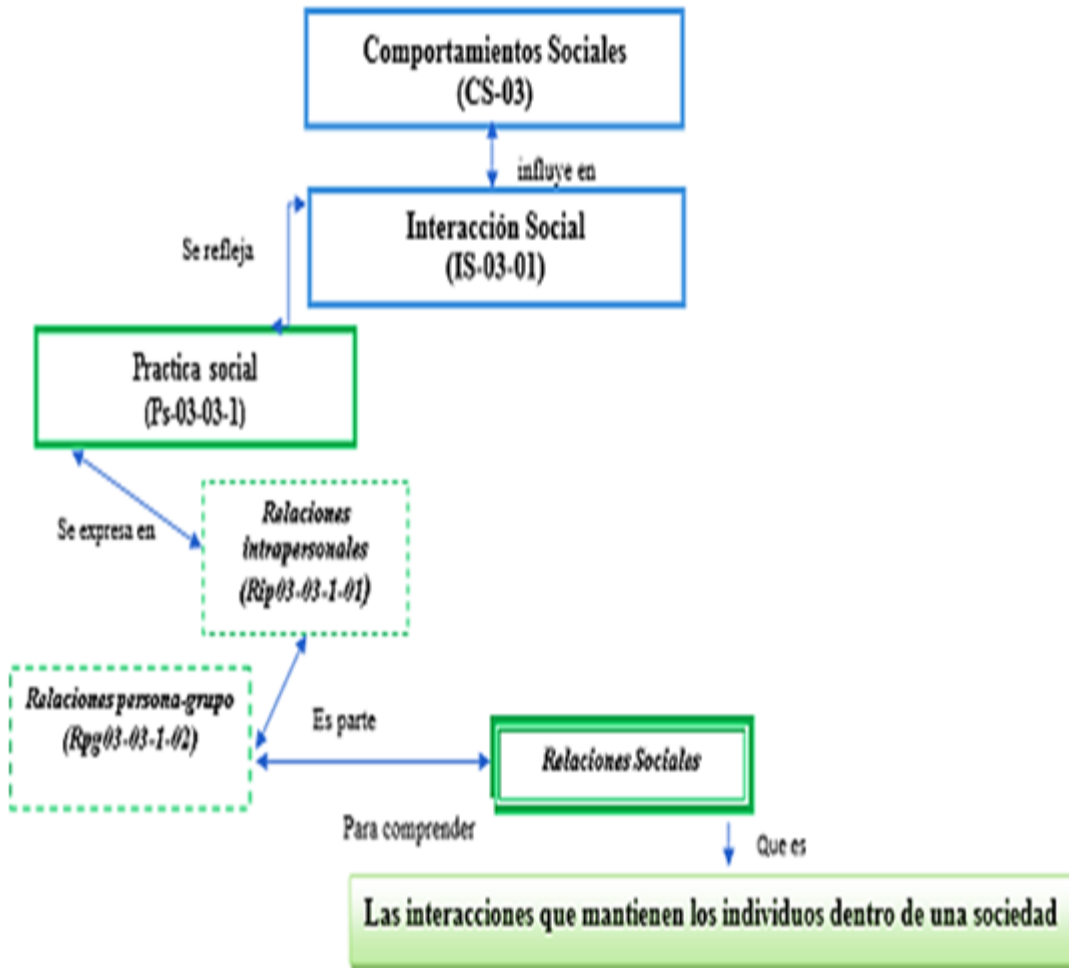 Comportamientos Sociales
(CS-03)
influye en
Interacción Social
(IS-03-01)
Se refleja
Practica social
(Ps-03-03-1)
Se expresa en
Relaciones
intrapersonales
(Rip03-03-1-01)
Relaciones persona-grupo
(Rpg03-03-1-02)
Es parte
Relaciones Sociales
Para comprender
Que es
Las interacciones que mantienen los individuos dentro de una sociedad